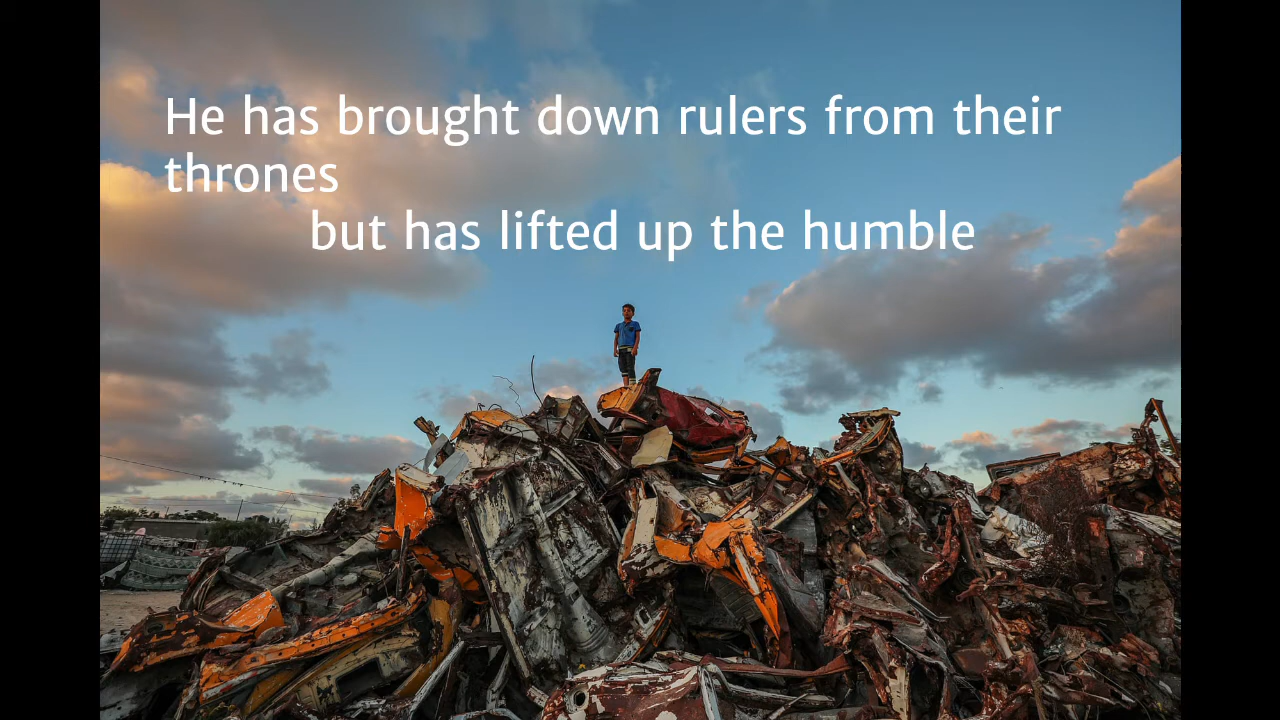 He has brought down rulers from their
thrones
but has lifted up the humble